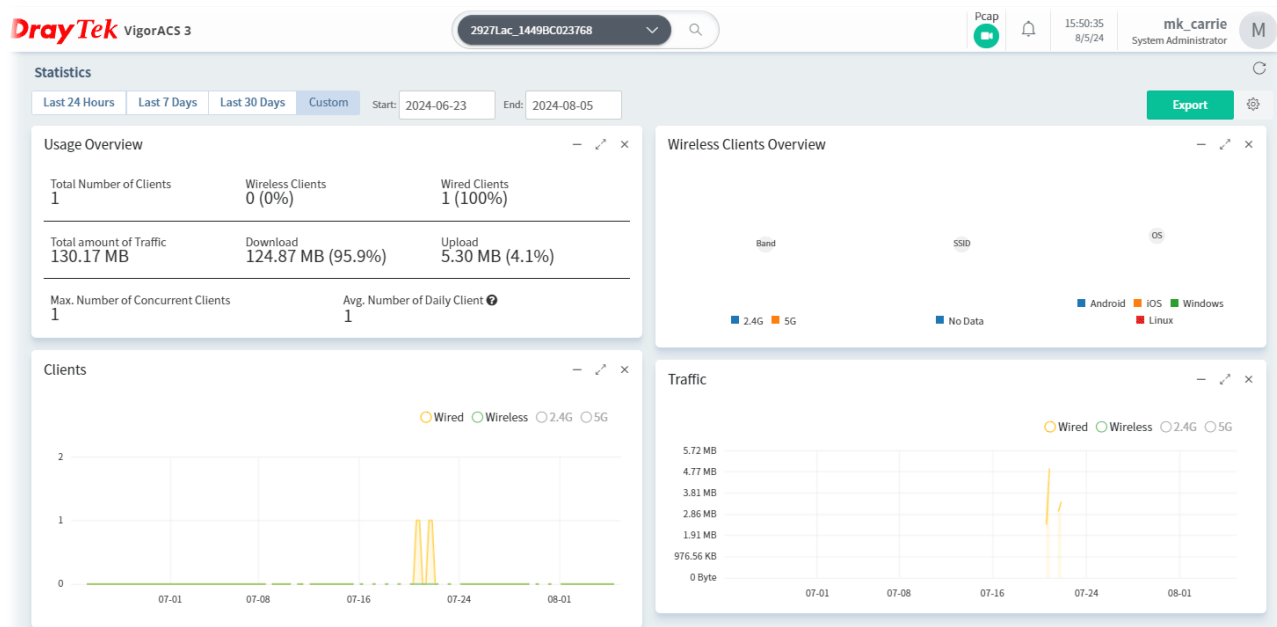 DrayTek VigorACS 3
2927Lac_1449BC023768
Pcap
15:50:35
8/5/24
mk_carrie
System Administrator
M
Statistics
Last 24 Hours
Last 7 Days
Last 30 Days
Custom
Start: 2024-06-23
End: 2024-08-05
Export
Usage Overview
Total Number of Clients
1
Wireless Clients
0 (0%)
Wired Clients
1 (100%)
Total amount of Traffic
130.17 MB
Download
124.87 MB (95.9%)
Upload
5.30 MB (4.1%)
Max. Number of Concurrent Clients
1
Avg. Number of Daily Client ?
1
Wireless Clients Overview
Band
2.4G 5G
SSID
No Data
OS
Android iOS Windows
Linux
Clients
Wired Wireless 2.4G 5G
2
1
0
07-01 07-08 07-16 07-24 08-01
Traffic
Wired Wireless 2.4G 5G
5.72 MB
4.77 MB
3.81 MB
2.86 MB
1.91 MB
976.56 KB
0 Byte
07-01 07-08 07-16 07-24 08-01